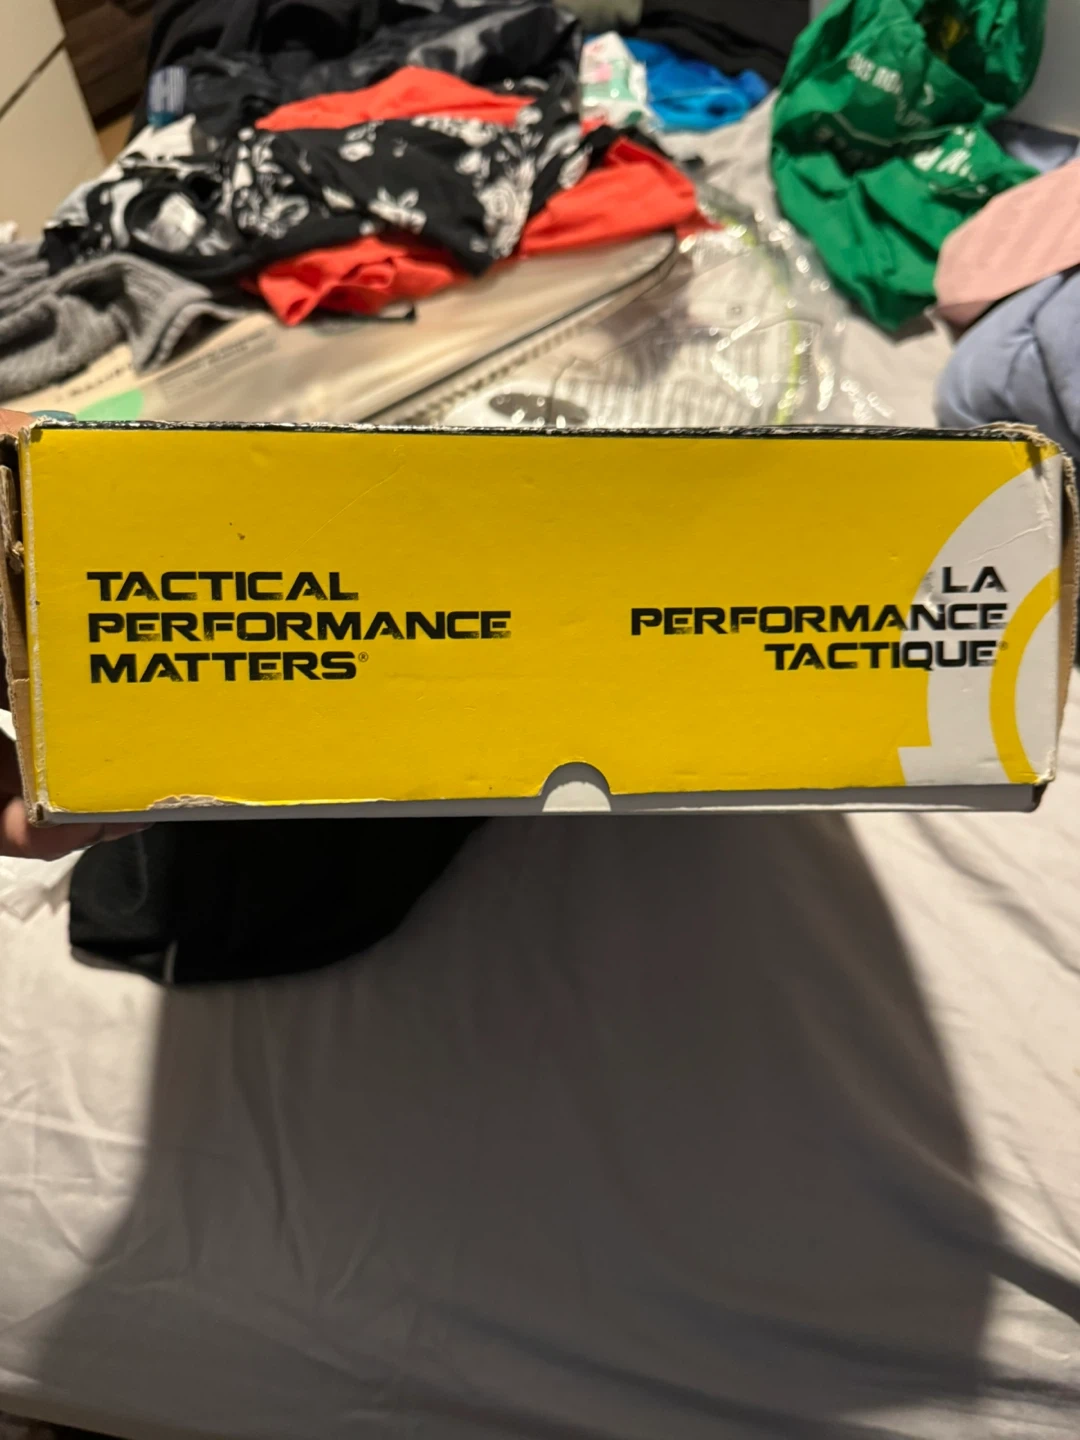 TACTICAL
PERFORMANCE
MATTERS®
LA
PERFORMANCE
TACTIQUE®